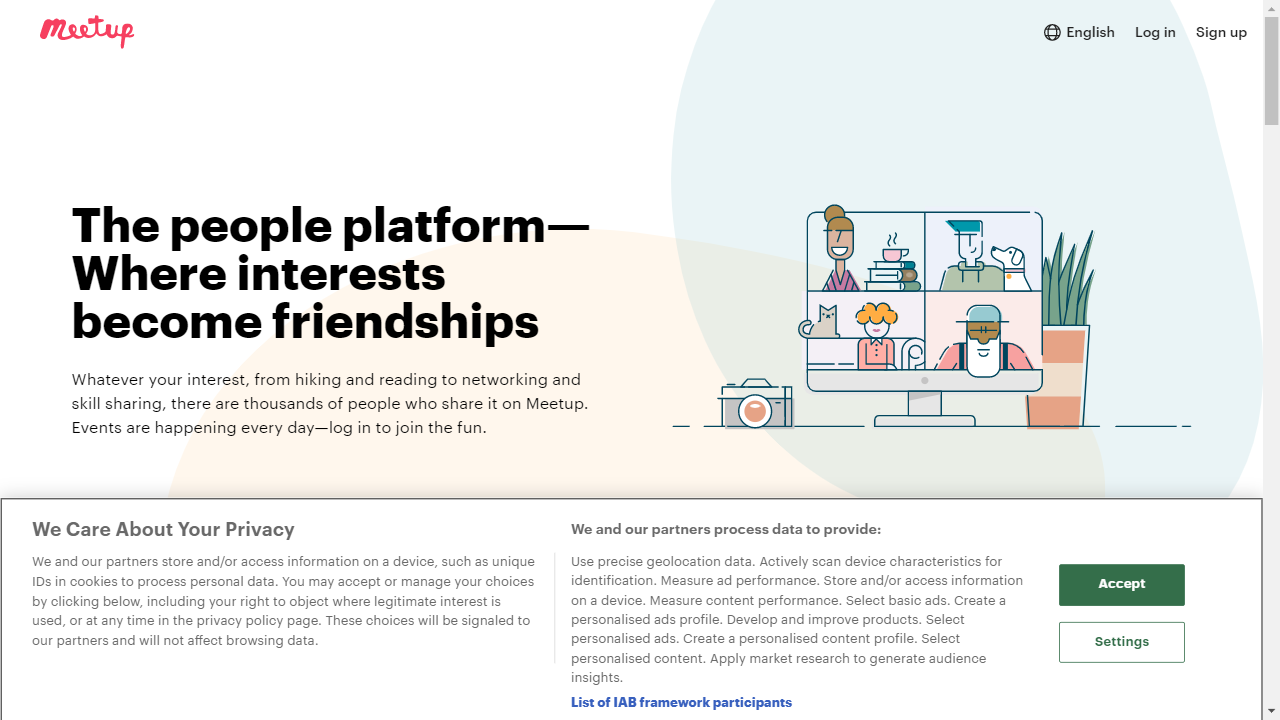 Meetup
English
Log in
Sign up
The people platform—
Where interests
become friendships
Whatever your interest, from hiking and reading to networking and
skill sharing, there are thousands of people who share it on Meetup.
Events are happening every day—log in to join the fun.
We Care About Your Privacy
We and our partners store and/or access information on a device, such as unique
IDs in cookies to process personal data. You may accept or manage your choices
by clicking below, including your right to object where legitimate interest is
used, or at any time in the privacy policy page. These choices will be signaled to
our partners and will not affect browsing data.
We and our partners process data to provide:
Use precise geolocation data. Actively scan device characteristics for
identification. Measure ad performance. Store and/or access information
on a device. Measure content performance. Select basic ads. Create a
personalised ads profile. Develop and improve products. Select
personalised ads. Create a personalised content profile. Select
personalised content. Apply market research to generate audience
insights.
List of IAB framework participants
Accept
Settings